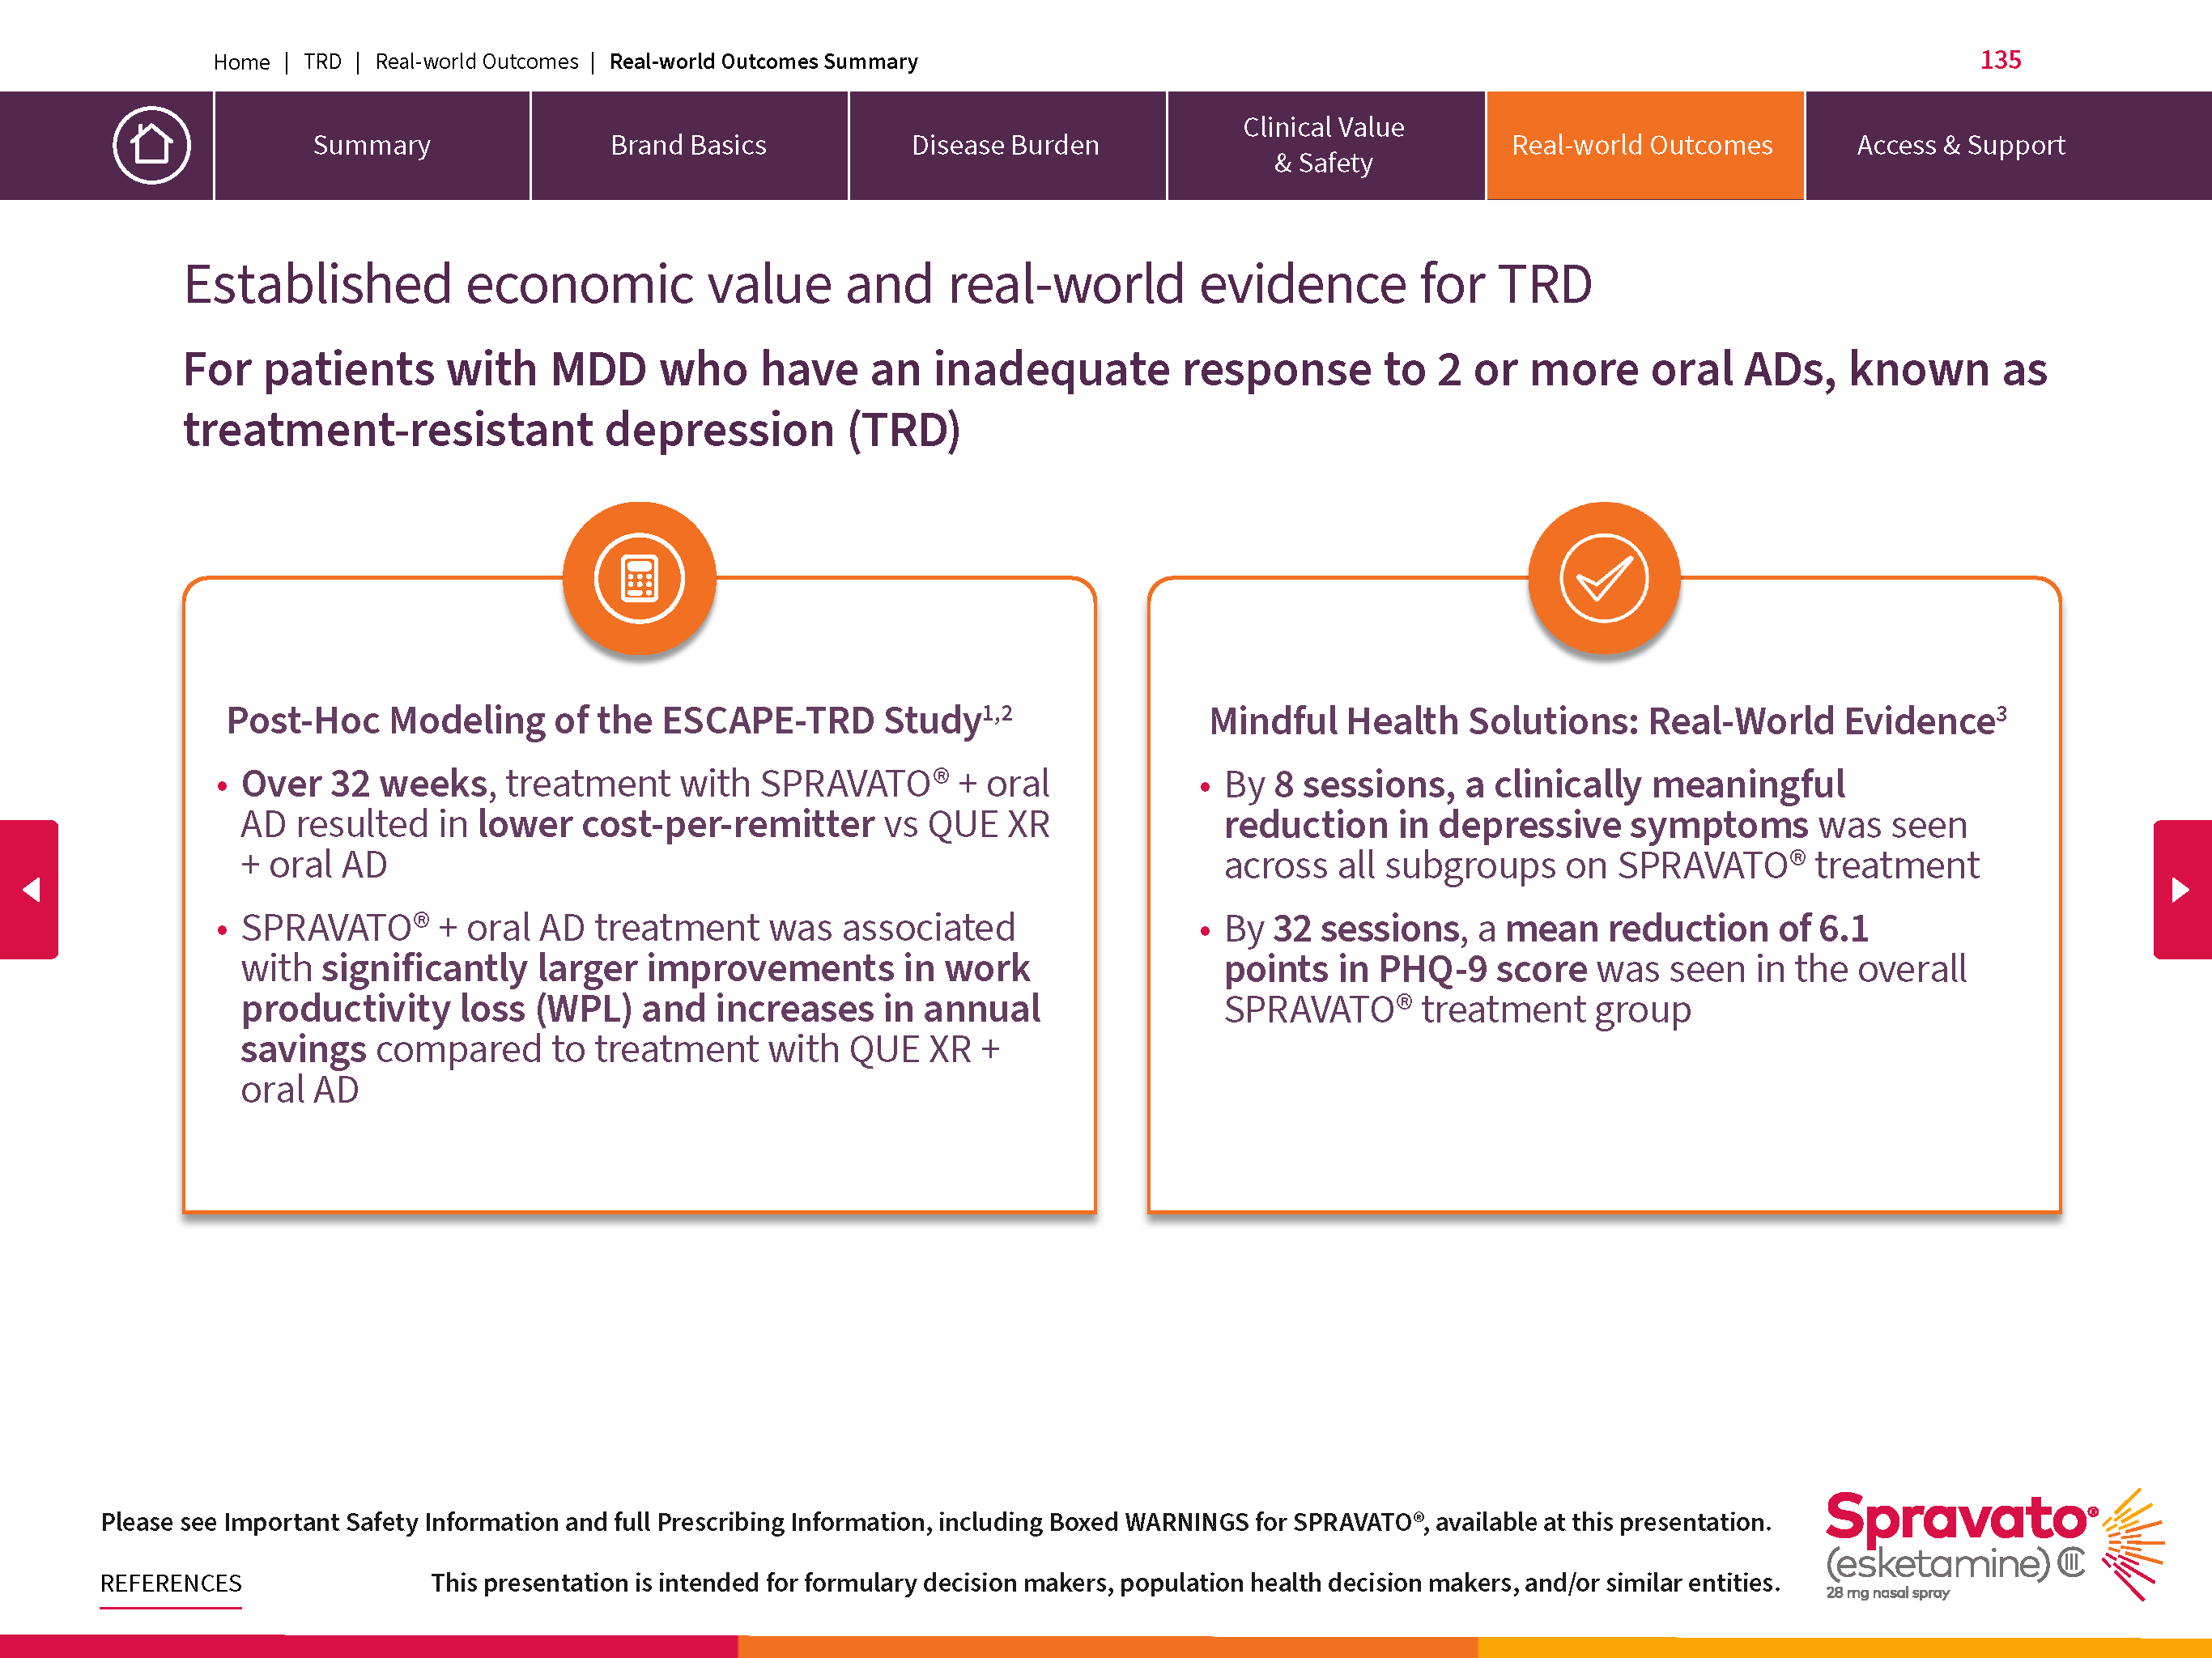 Home | TRD | Real-world Outcomes | Real-world Outcomes Summary
135
Summary
Brand Basics
Disease Burden
Clinical Value
& Safety
Real-world Outcomes
Access & Support
Established economic value and real-world evidence for TRD
For patients with MDD who have an inadequate response to 2 or more oral ADs, known as
treatment-resistant depression (TRD)
Post-Hoc Modeling of the ESCAPE-TRD Study1,2
• Over 32 weeks, treatment with SPRAVATO® + oral
AD resulted in lower cost-per-remitter vs QUE XR
+ oral AD
• SPRAVATO® + oral AD treatment was associated
with significantly larger improvements in work
productivity loss (WPL) and increases in annual
savings compared to treatment with QUE XR +
oral AD
Mindful Health Solutions: Real-World Evidence3
• By 8 sessions, a clinically meaningful
reduction in depressive symptoms was seen
across all subgroups on SPRAVATO® treatment
• By 32 sessions, a mean reduction of 6.1
points in PHQ-9 score was seen in the overall
SPRAVATO® treatment group
Please see Important Safety Information and full Prescribing Information, including Boxed WARNINGS for SPRAVATO®, available at this presentation.
REFERENCES
This presentation is intended for formulary decision makers, population health decision makers, and/or similar entities.
Spravato®
(esketamine) CIII
28 mg nasal spray